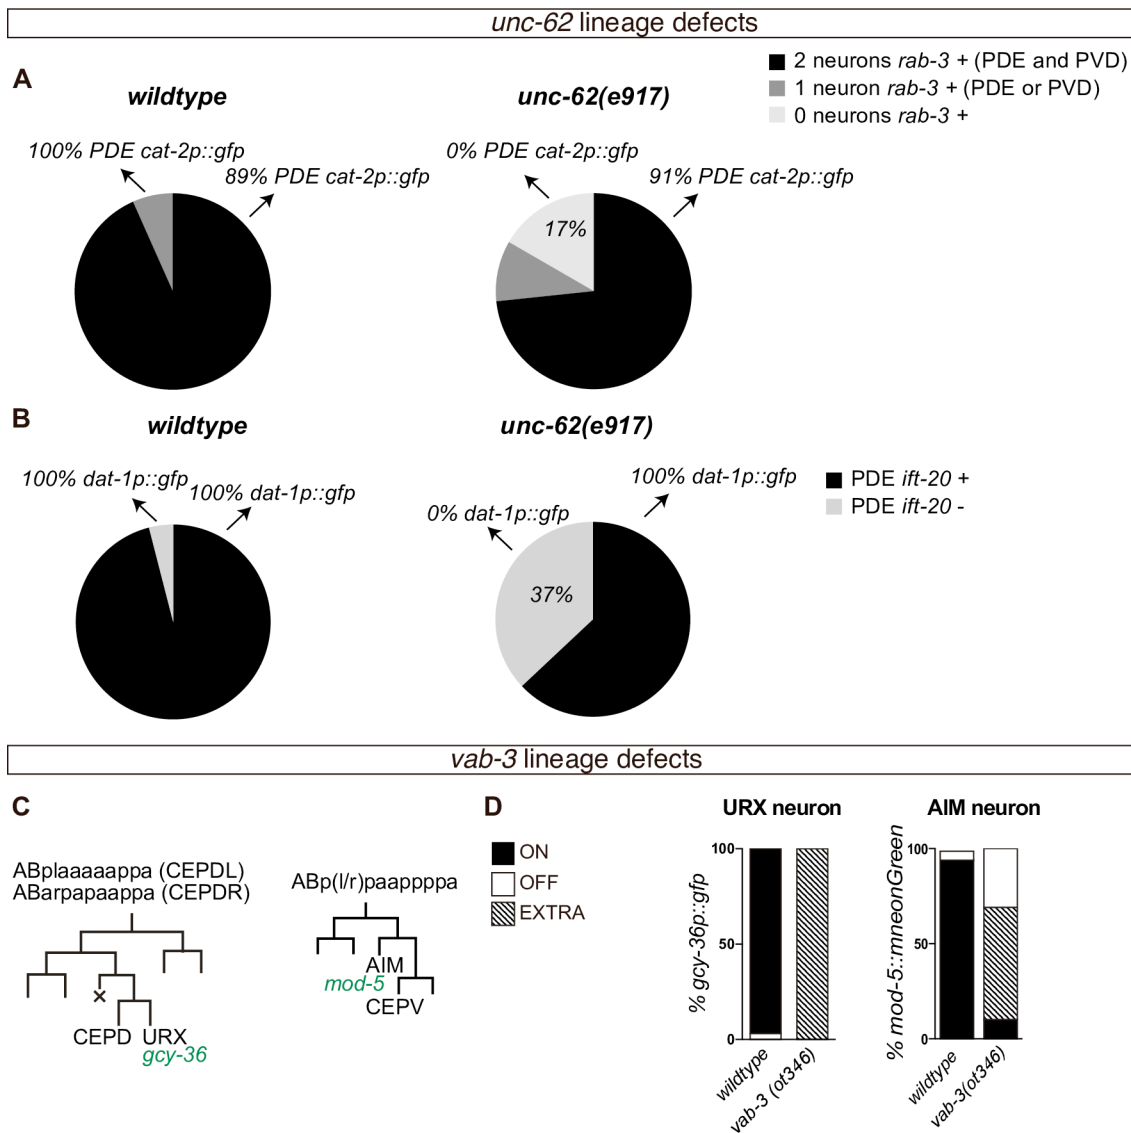 unc-62 lineage defects
2 neurons rab-3 + (PDE and PVD)
1 neuron rab-3 + (PDE or PVD)
0 neurons rab-3 +
A
wildtype
unc-62(e917)
100% PDE cat-2p::gfp
89% PDE cat-2p::gfp
0% PDE cat-2p::gfp
91% PDE cat-2p::gfp
17%
B
wildtype
unc-62(e917)
100% dat-1p::gfp
100% dat-1p::gfp
0% dat-1p::gfp
100% dat-1p::gfp
37%
PDE ift-20 +
PDE ift-20 -
vab-3 lineage defects
C
ABplaaaaappa (CEPDL)
ABarpapaappa (CEPDR)
CEPD URX
gcy-36
ABp(l/r)paappppa
AIM
mod-5
CEPV
D
ON
OFF
EXTRA
URX neuron
% gcy-36p::gfp
100
50
0
wildtype
vab-3 (ot346)
AIM neuron
% mod-5::mneonGreen
100
50
0
wildtype
vab-3(ot346)